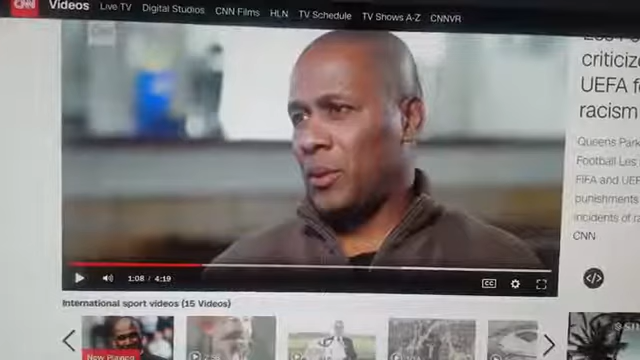 CNN Videos Live TV Digital Studios CNN Films HLN TV Schedule TV Shows A-Z CNNVR
criticize
UEFA f
racism
Queens Park
Football Les
FIFA and UEF
punishments
incidents of ra
CNN
1:08 / 4:19
CC
</>
International sport videos (15 Videos)
Now Playing